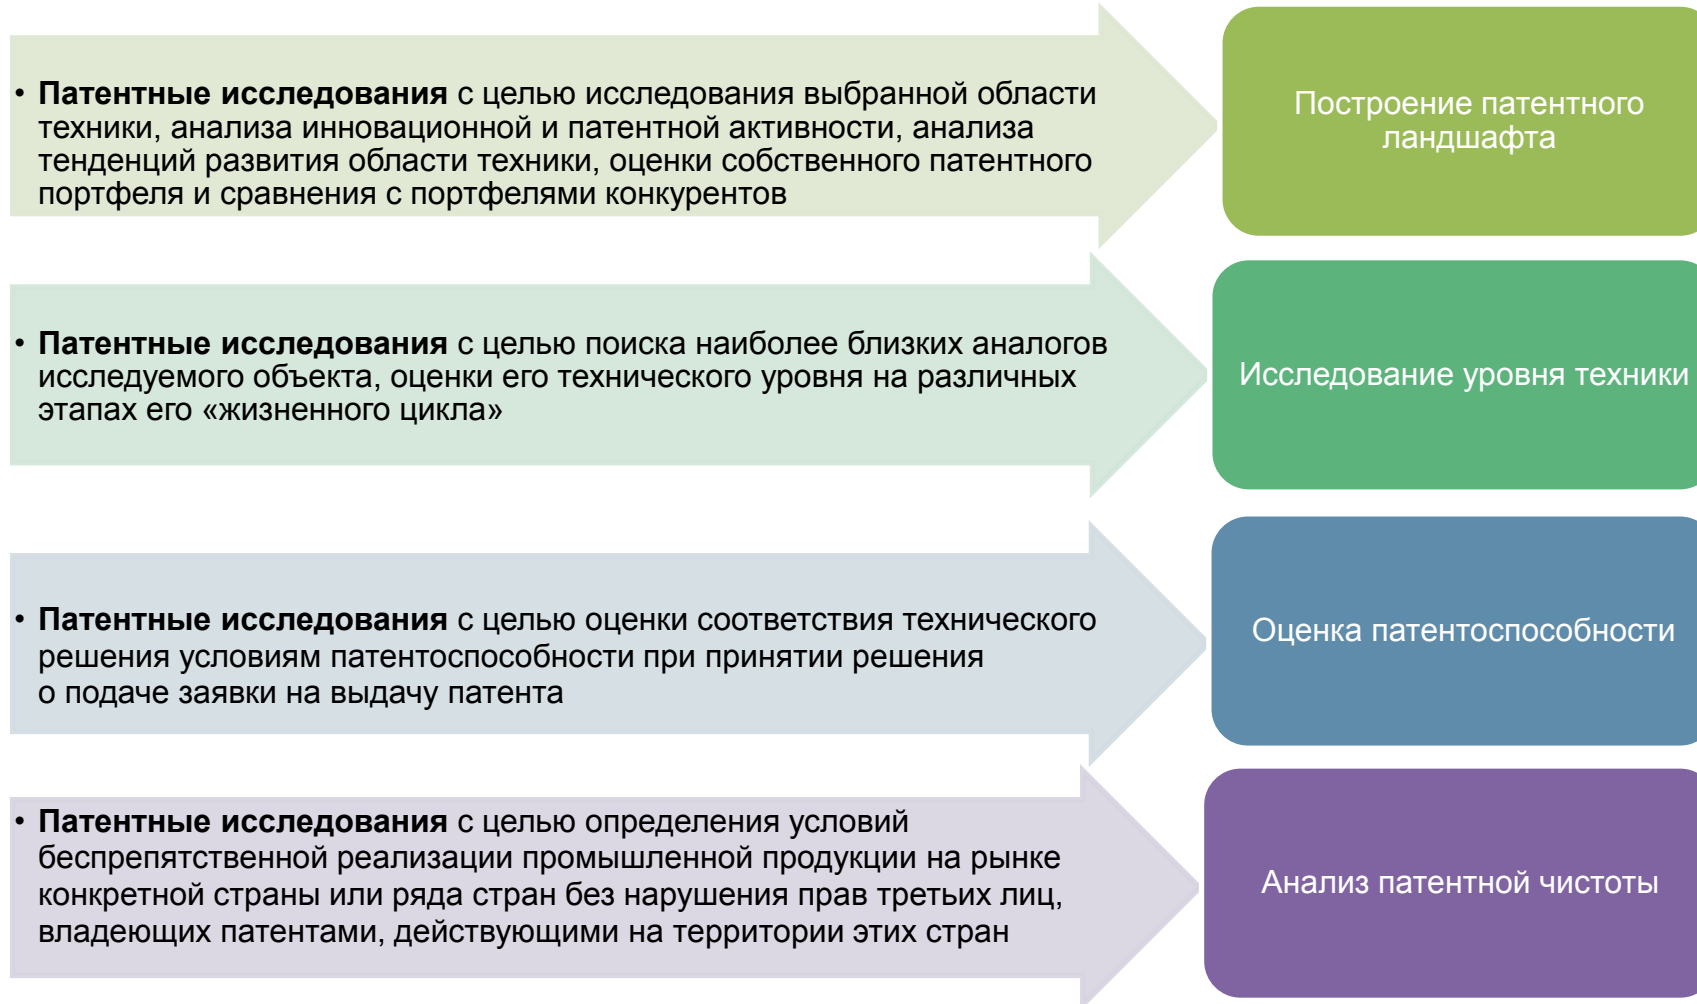 • Патентные исследования с целью исследования выбранной области
техники, анализа инновационной и патентной активности, анализа
тенденций развития области техники, оценки собственного патентного
портфеля и сравнения с портфелями конкурентов
Построение патентного
ландшафта
• Патентные исследования с целью поиска наиболее близких аналогов
исследуемого объекта, оценки его технического уровня на различных
этапах его «жизненного цикла»
Исследование уровня техники
• Патентные исследования с целью оценки соответствия технического
решения условиям патентоспособности при принятии решения
о подаче заявки на выдачу патента
Оценка патентоспособности
• Патентные исследования с целью определения условий
беспрепятственной реализации промышленной продукции на рынке
конкретной страны или ряда стран без нарушения прав третьих лиц,
владеющих патентами, действующими на территории этих стран
Анализ патентной чистоты